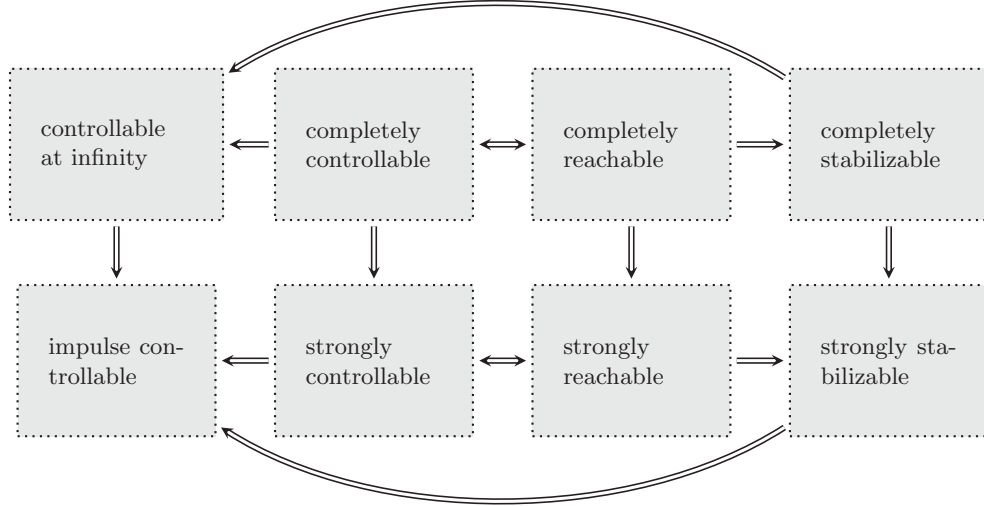 controllable
at infinity
completely
controllable
completely
reachable
completely
stabilizable
impulse con-
trollable
strongly
controllable
strongly
reachable
strongly sta-
bilizable